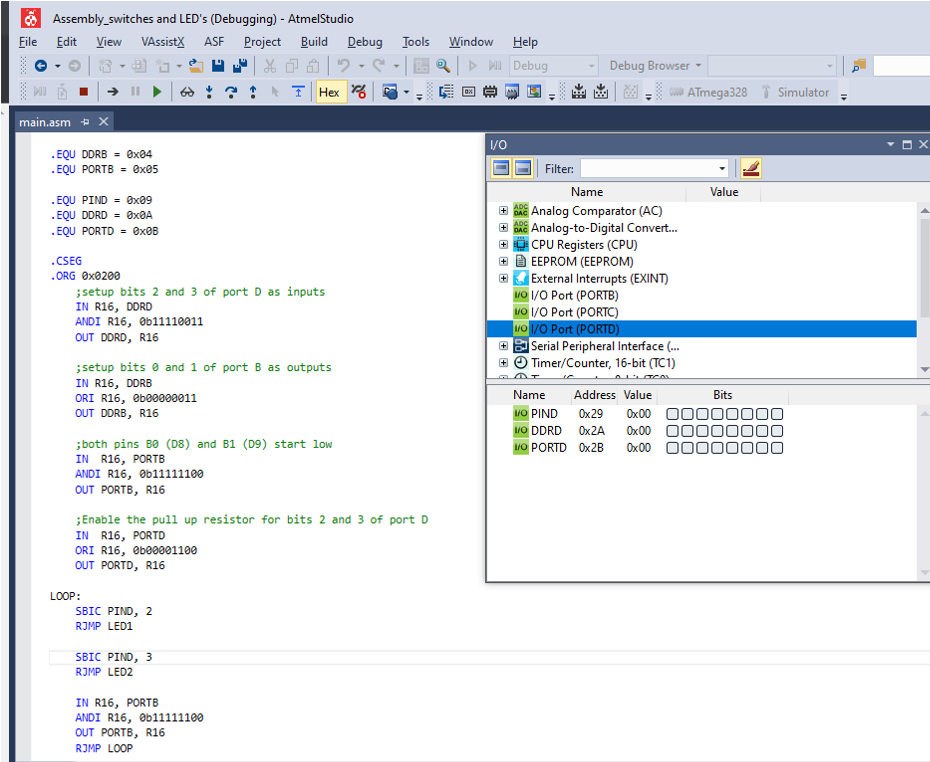 Assembly_switches and LED's (Debugging) - AtmelStudio
File Edit View VAssistX ASF Project Build Debug Tools Window Help
Debug Debug Browser
Hex ATmega328 Simulator
main.asm
.EQU DDRB = 0x04
.EQU PORTB = 0x05
.EQU PIND = 0x09
.EQU DDRD = 0x0A
.EQU PORTD = 0x0B
.CSEG
.ORG 0x0200
;setup bits 2 and 3 of port D as inputs
IN R16, DDRD
ANDI R16, 0b11110011
OUT DDRD, R16
;setup bits 0 and 1 of port B as outputs
IN R16, DDRB
ORI R16, 0b00000011
OUT DDRB, R16
;both pins B0 (D8) and B1 (D9) start low
IN R16, PORTB
ANDI R16, 0b11111100
OUT PORTB, R16
;Enable the pull up resistor for bits 2 and 3 of port D
IN R16, PORTD
ORI R16, 0b00001100
OUT PORTD, R16
LOOP:
SBIC PIND, 2
RJMP LED1
SBIC PIND, 3
RJMP LED2
IN R16, PORTB
ANDI R16, 0b11111100
OUT PORTB, R16
RJMP LOOP
I/O
Filter:
Name Value
Analog Comparator (AC)
Analog-to-Digital Convert...
CPU Registers (CPU)
EEPROM (EEPROM)
External Interrupts (EXINT)
I/O I/O Port (PORTB)
I/O I/O Port (PORTC)
I/O I/O Port (PORTD)
Serial Peripheral Interface (...
Timer/Counter, 16-bit (TC1)
Name Address Value Bits
I/O PIND 0x29 0x00
I/O DDRD 0x2A 0x00
I/O PORTD 0x2B 0x00